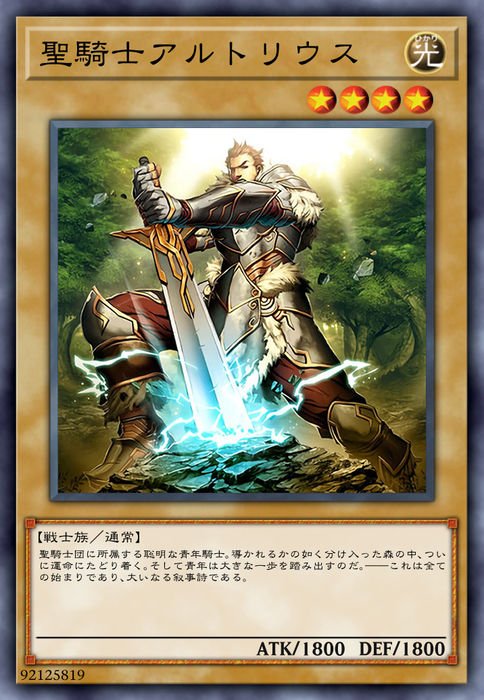 聖騎士アルトリウス
ひかり
光
【戦士族／通常】
聖騎士団に所属する聡明な青年騎士。導かれるかの如く分け入った森の中、つい
に運命にたどり着く。そして青年は大きな一歩を踏み出すのだ。――これは全て
の始まりであり、大いなる叙事詩である。
ATK/1800 DEF/1800
92125819